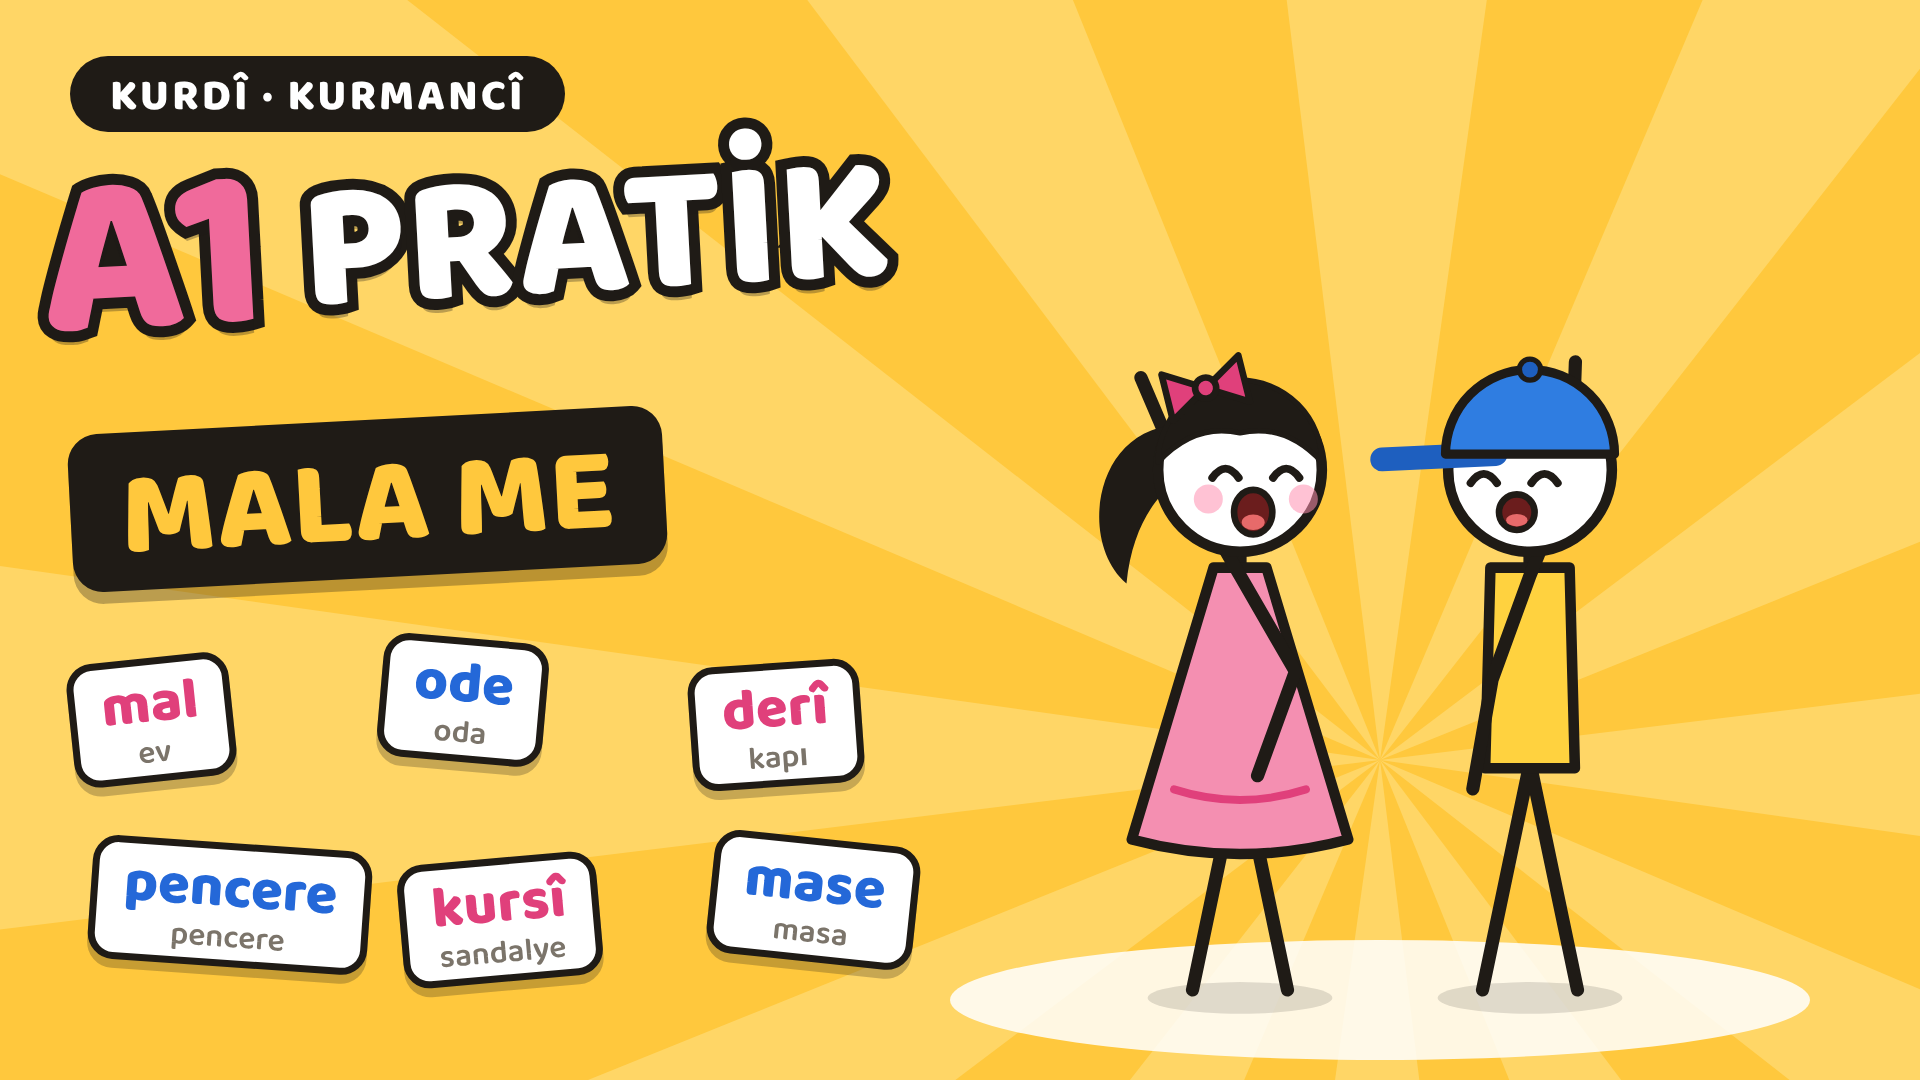 KURDÎ · KURMANCÎ
A1 PRATİK
MALA ME
mal
ev
ode
oda
derî
kapı
pencere
pencere
kursî
sandalye
mase
masa